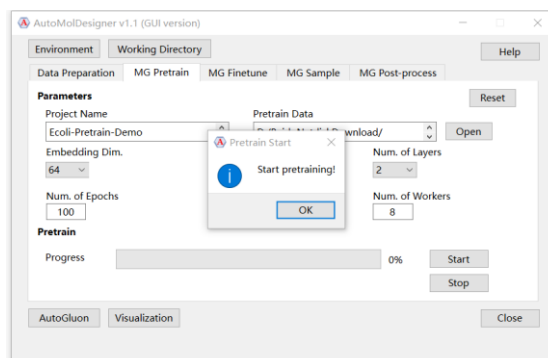 AutoMolDesigner v1.1 (GUI version)
Environment Working Directory Help
Data Preparation MG Pretrain MG Finetune MG Sample MG Post-process
Parameters Reset
Project Name Pretrain Data
Ecoli-Pretrain-Demo Open
Pretrain Start
Embedding Dim. Num. of Layers
64 Start pretraining! 2
Num. of Epochs Num. of Workers
100 OK 8
Pretrain
Progress 0% Start
Stop
AutoGluon Visualization Close